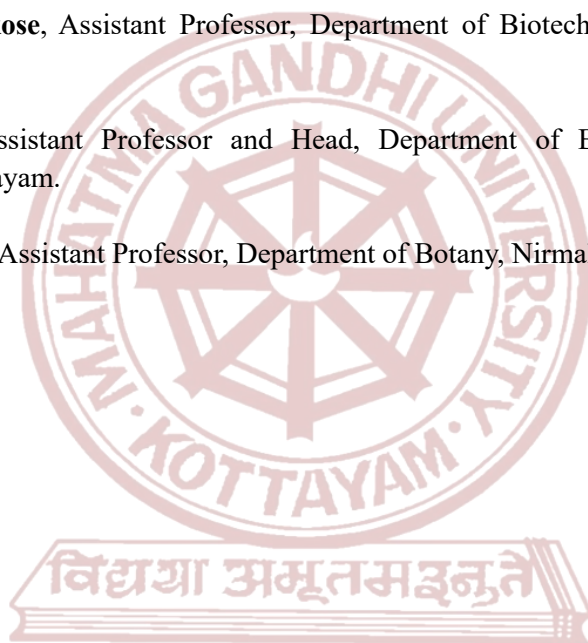 ose, Assistant Professor, Department of Biotech
ssistant Professor and Head, Department of
ayam.
Assistant Professor, Department of Botany, Nirma
MAHATMA GANDHI UNIVERSITY
KOTTAYAM
विद्यया अमृतमश्नुते